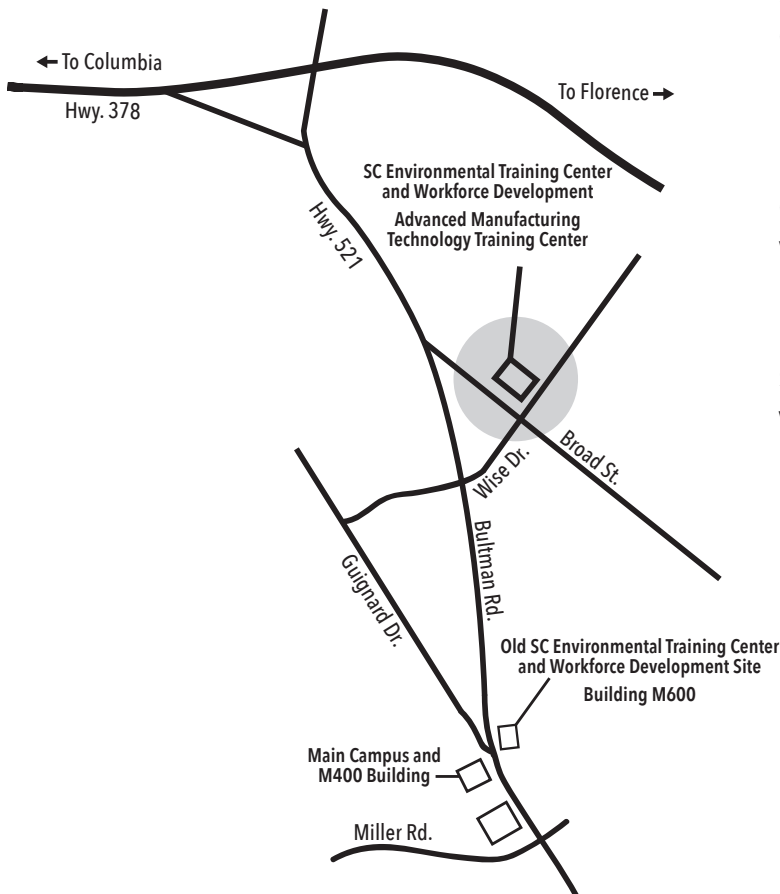 ← To Columbia
Hwy. 378
To Florence →
SC Environmental Training Center
and Workforce Development
Advanced Manufacturing
Technology Training Center
Hwy. 521
Broad St.
Wise Dr.
Bultman Rd.
Guignard Dr.
Old SC Environmental Training Center
and Workforce Development Site
Building M600
Main Campus and
M400 Building
Miller Rd.